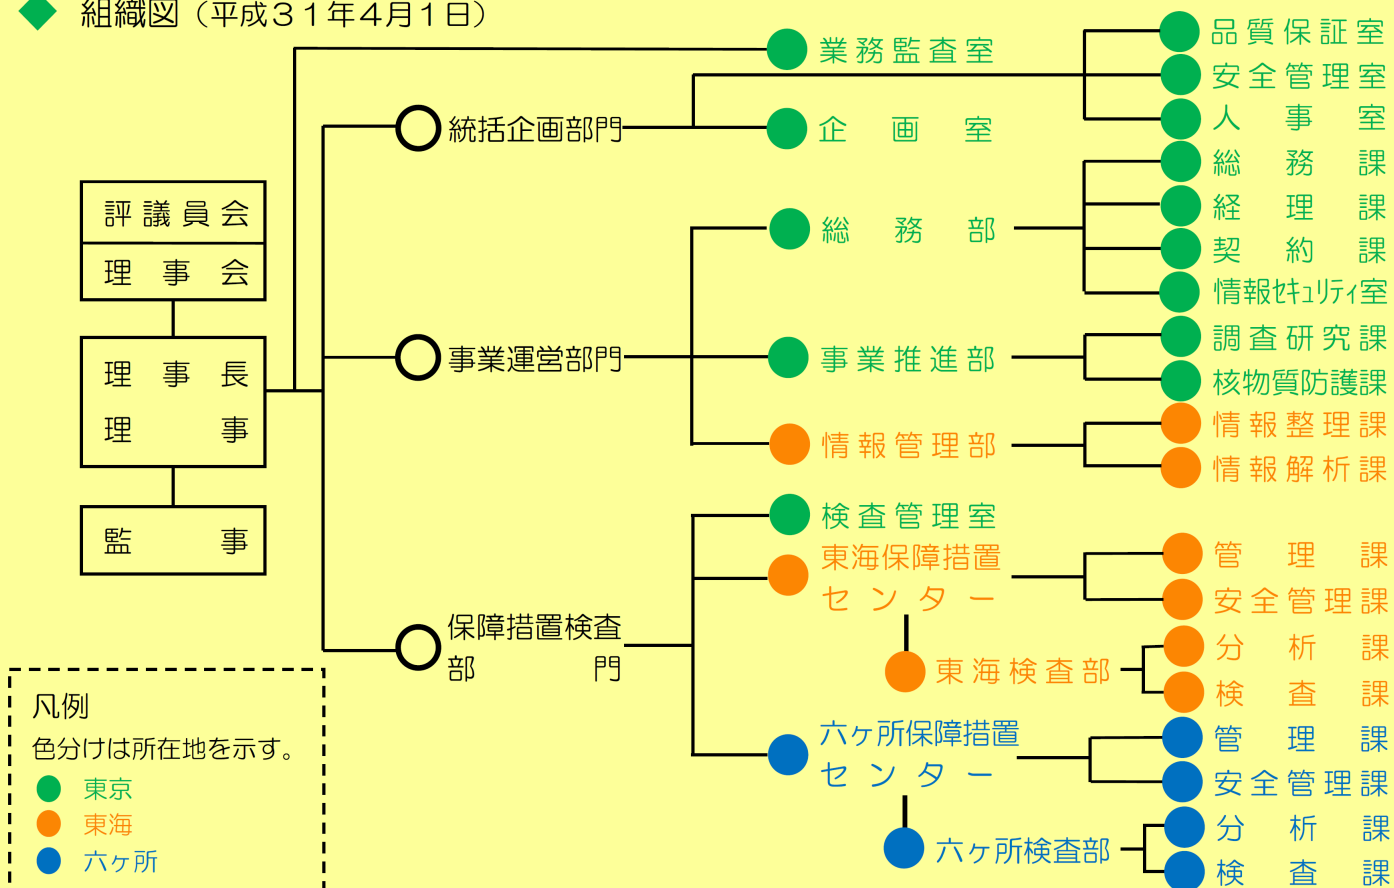 組織図（平成３１年４月１日）
評議員会
理事会
理事長
理事
監事
業務監査室
統括企画部門
企画室
品質保証室
安全管理室
人事室
事業運営部門
総務部
総務課
経理課
契約課
情報ｾｷｭﾘﾃｨ室
事業推進部
調査研究課
核物質防護課
情報管理部
情報整理課
情報解析課
保障措置検査
部門
検査管理室
東海保障措置
センター
管理課
安全管理課
東海検査部
分析課
検査課
六ヶ所保障措置
センター
管理課
安全管理課
六ヶ所検査部
分析課
検査課
凡例
色分けは所在地を示す。
東京
東海
六ヶ所